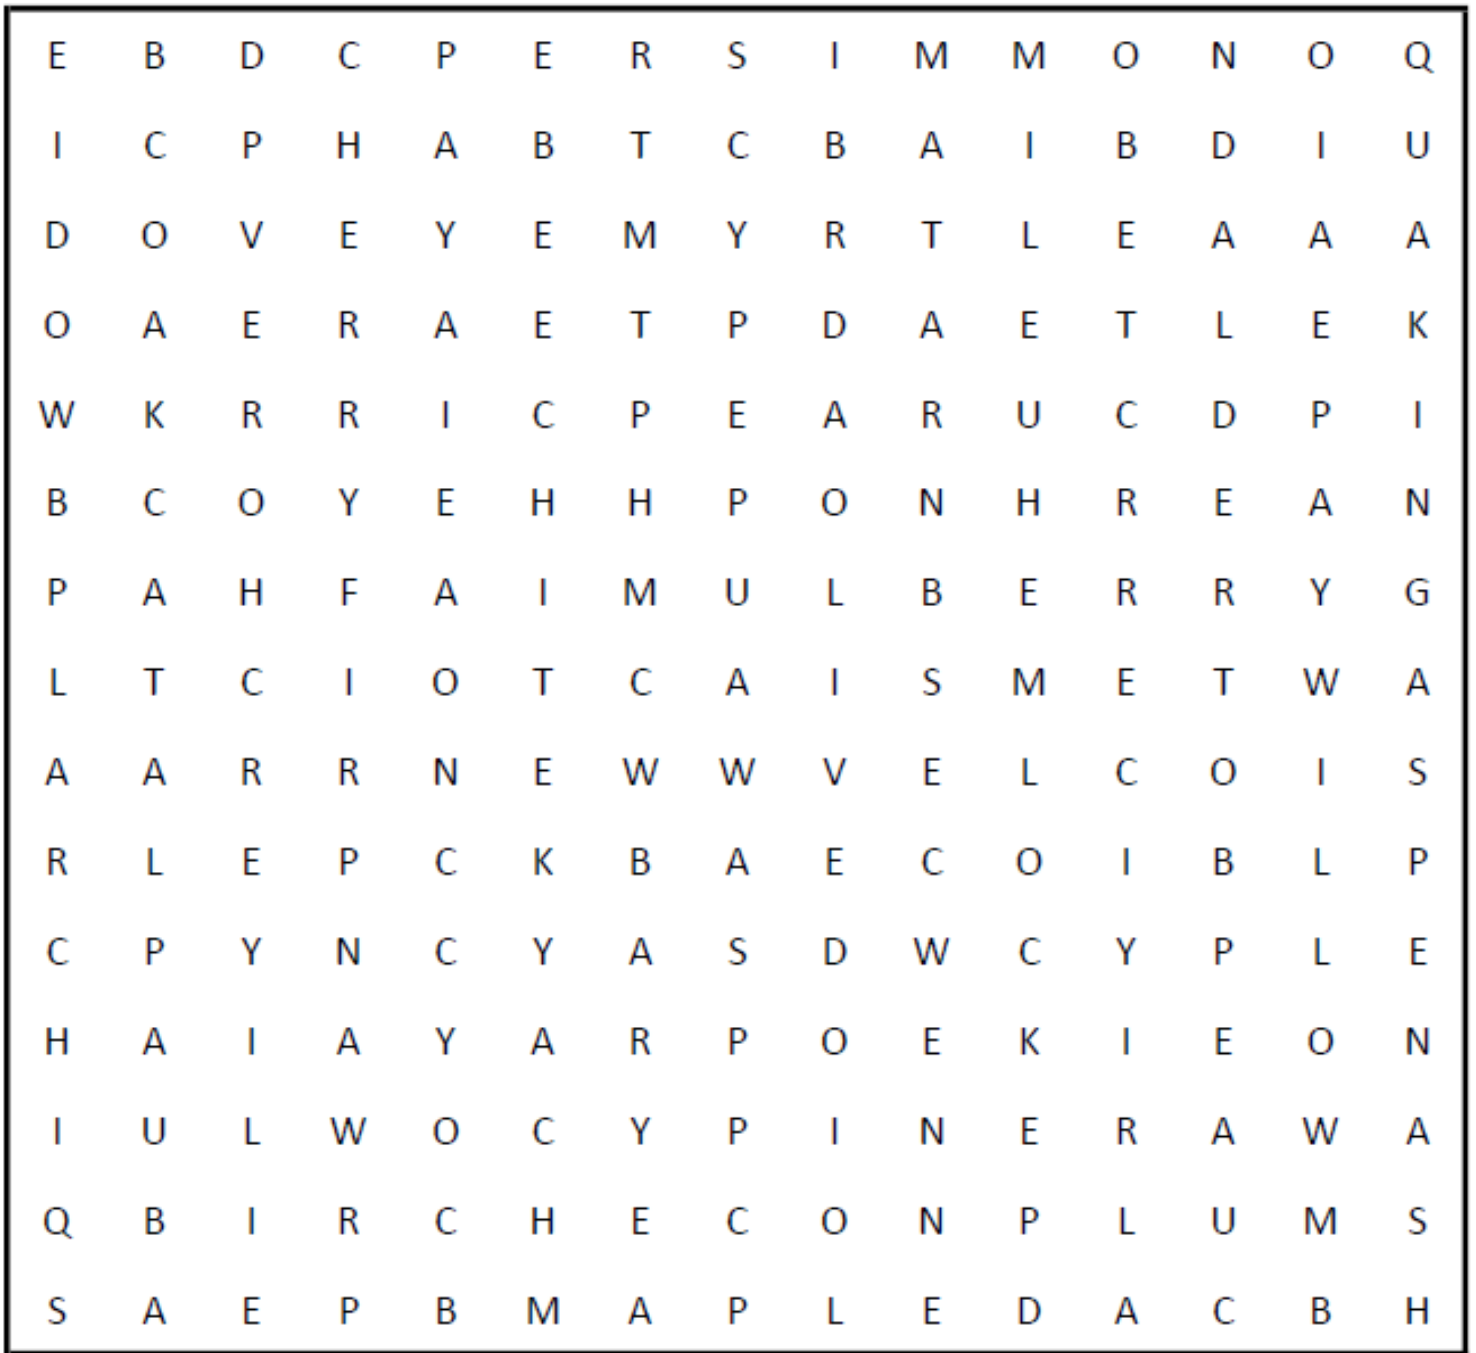 E B D C P E R S I M M O N O Q
I C P H A B T C B A I B D I U
D O V E Y E M Y R T L E A A A
O A E R A E T P D A E T L E K
W K R R I C P E A R U C D P I
B C O Y E H H P O N H R E A N
P A H F A I M U L B E R R Y G
L T C I O T C A I S M E T W A
A A R R N E W W V E L C O I S
R L E P C K B A E C O I B L P
C P Y N C Y A S D W C Y P L E
H A I A Y A R P O E K I E O N
I U L W O C Y P I N E R A W A
Q B I R C H E C O N P L U M S
S A E P B M A P L E D A C B H